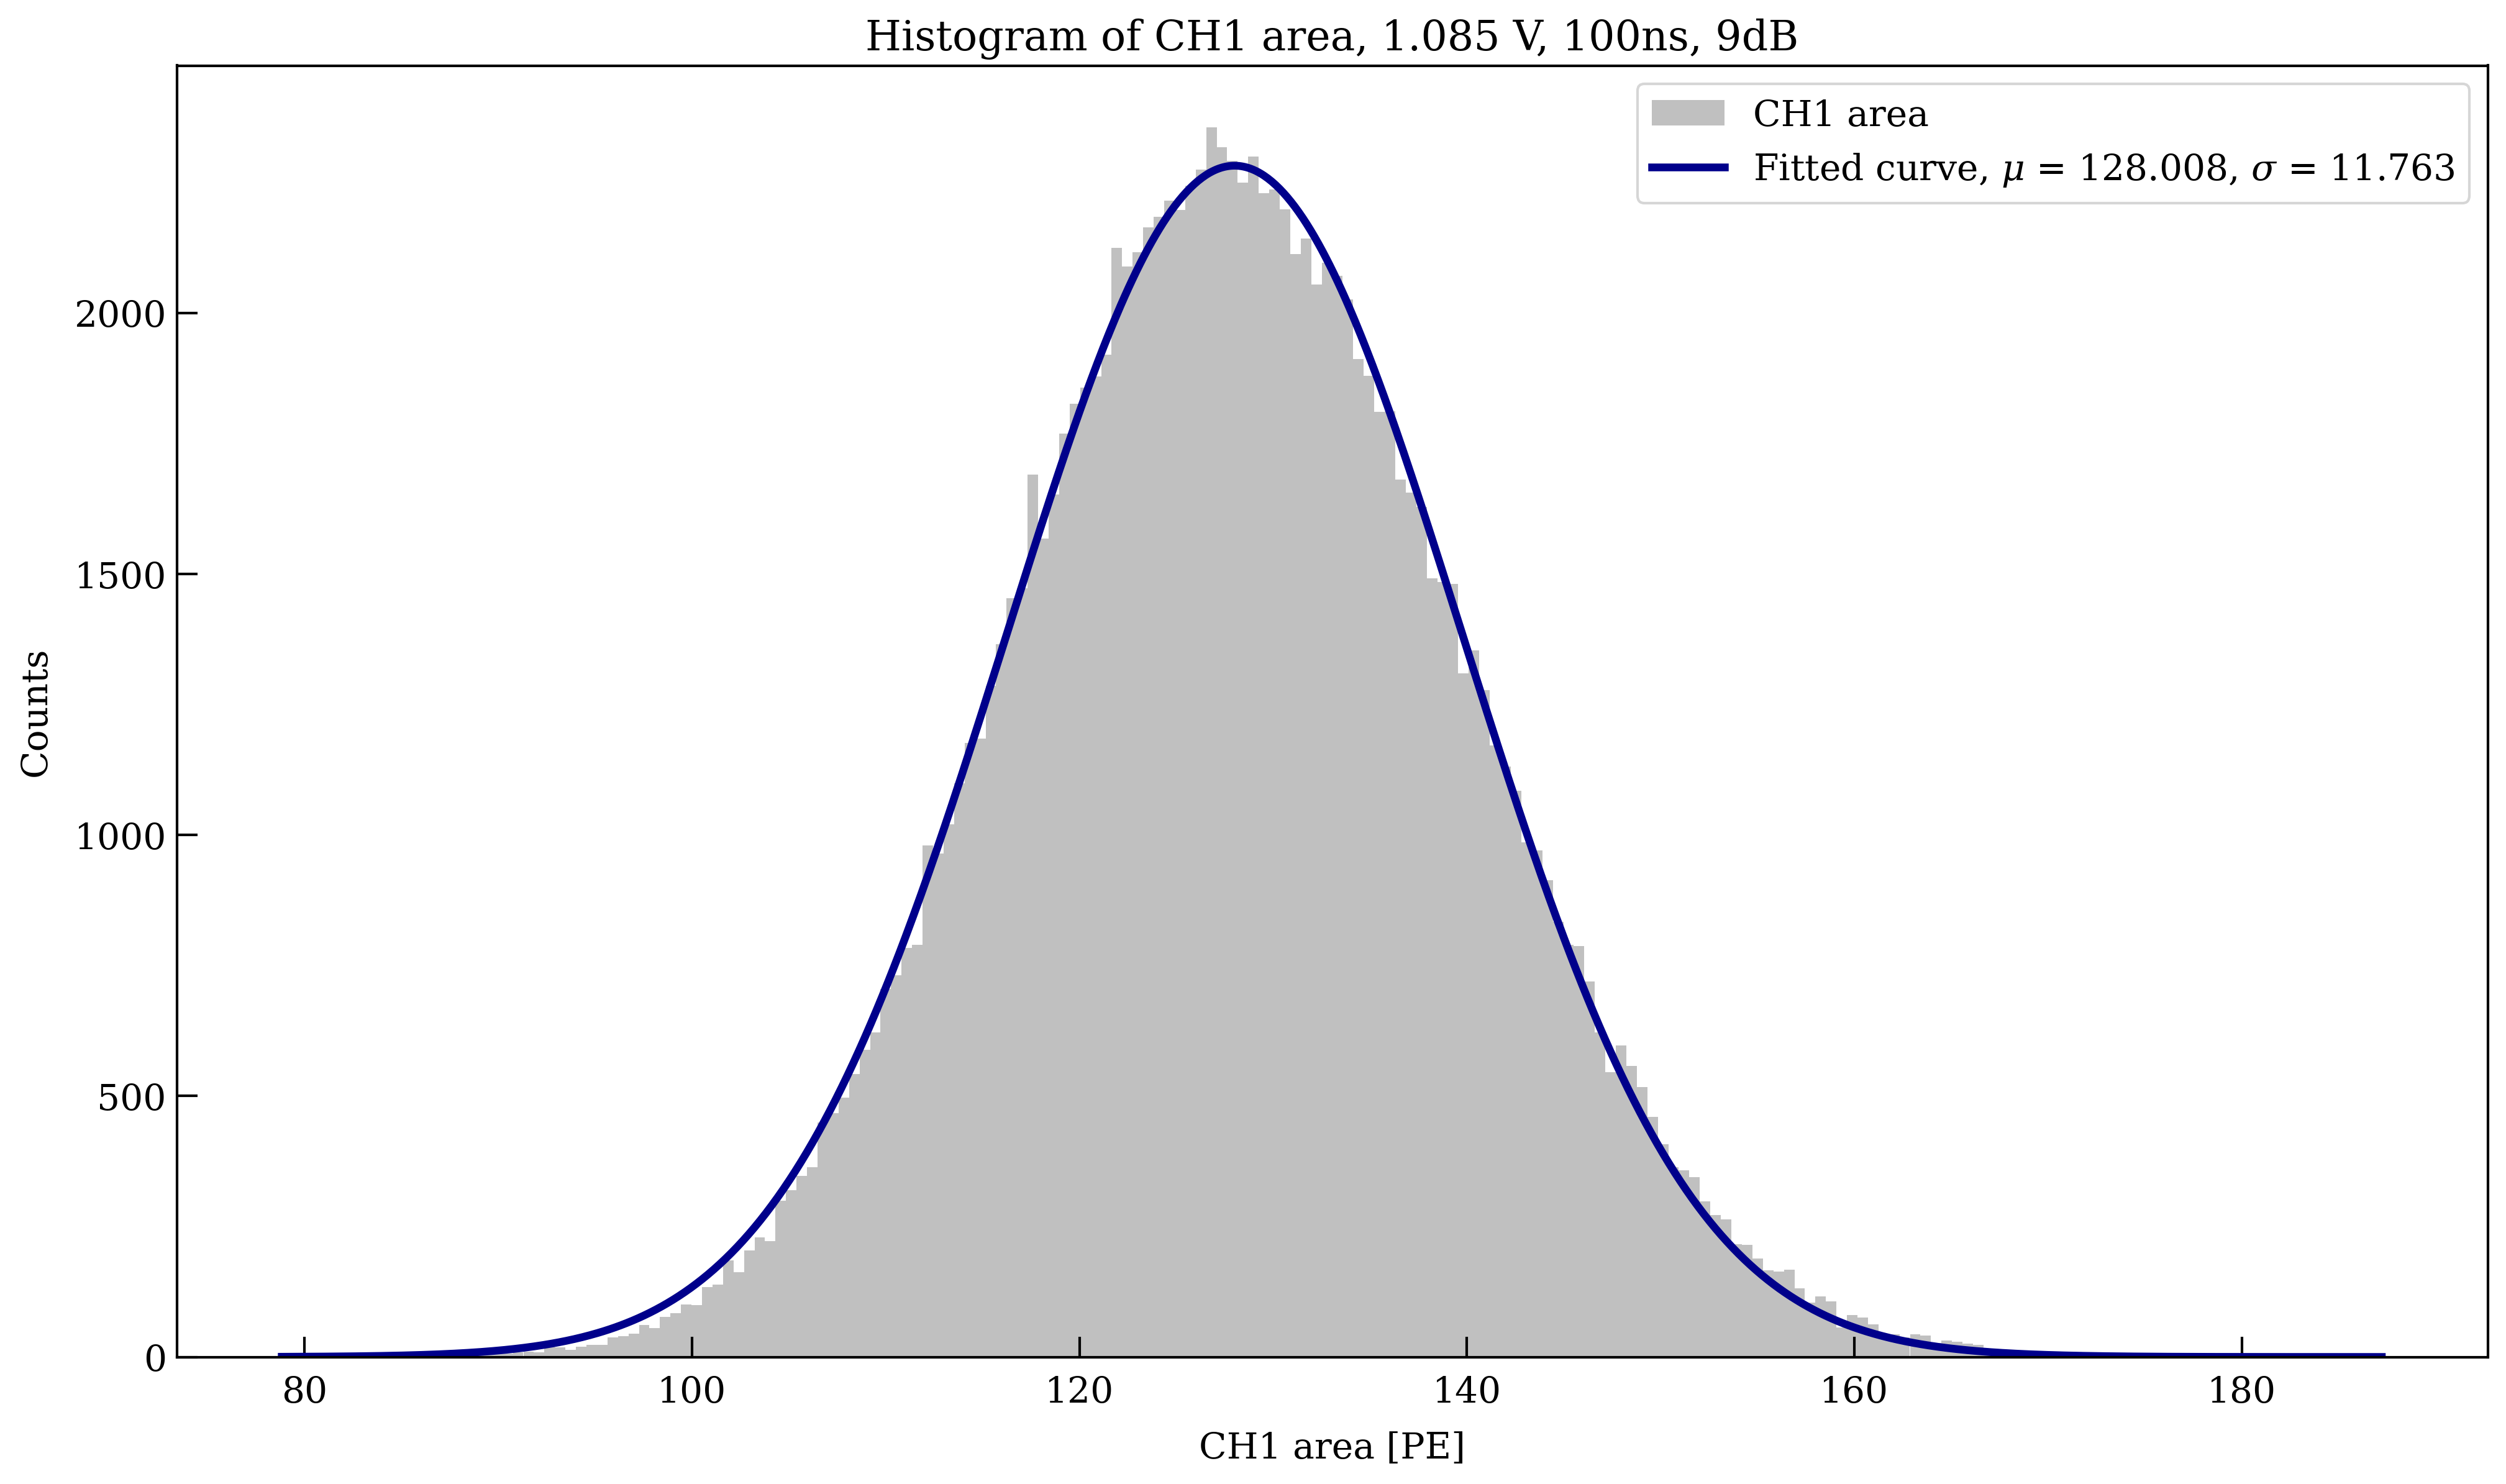 Histogram of CH1 area, 1.085 V, 100ns, 9dB
CH1 area
Fitted curve, μ = 128.008, σ = 11.763
2000
1500
1000
500
0
Counts
80 100 120 140 160 180
CH1 area [PE]